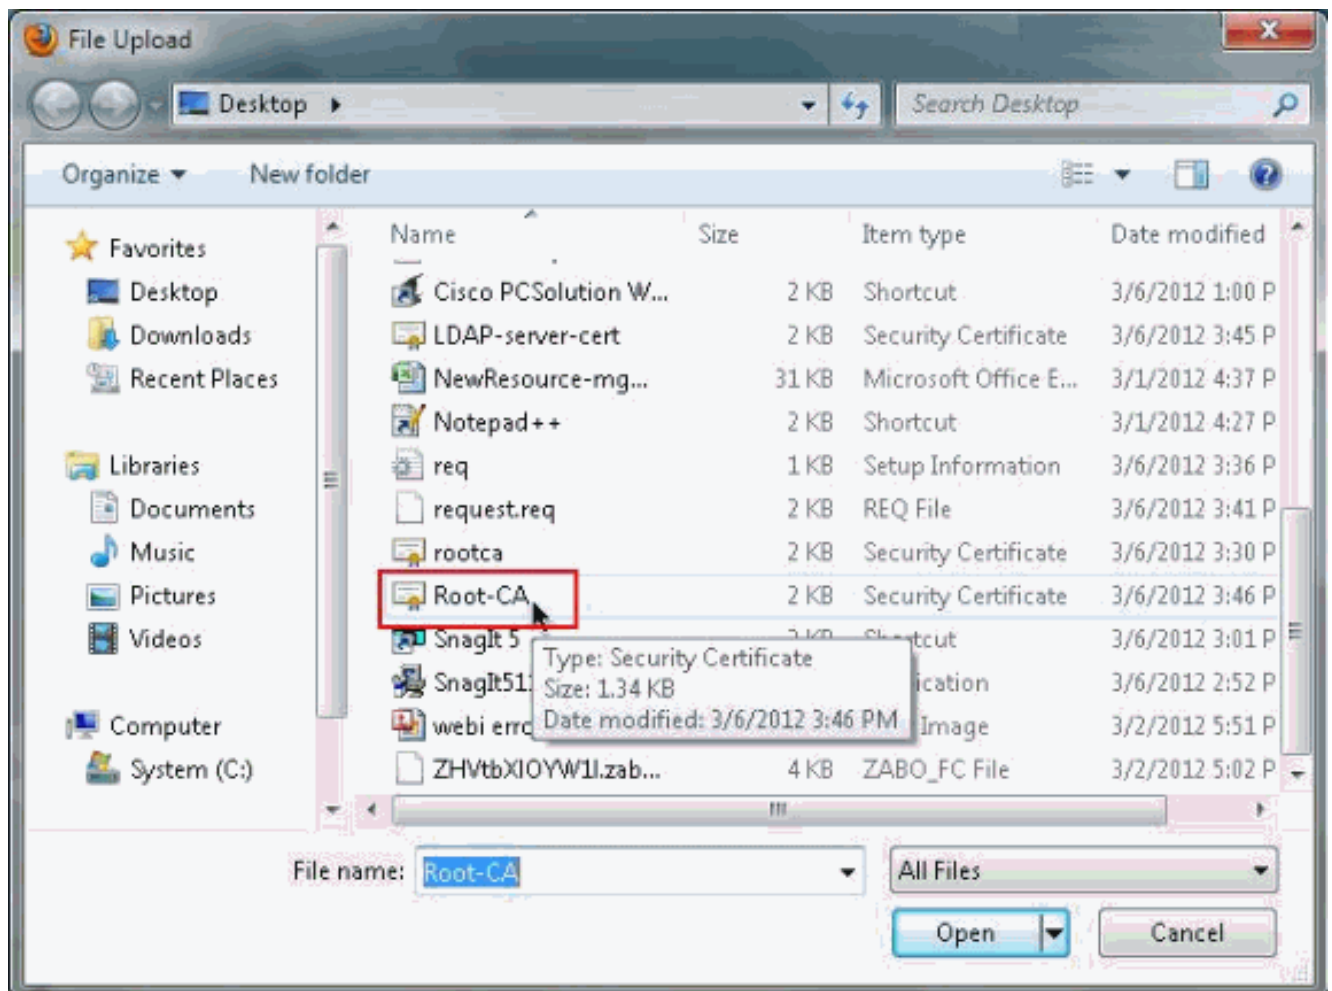 File Upload
Desktop
Search Desktop
Organize New folder
Favorites
Desktop
Downloads
Recent Places
Libraries
Documents
Music
Pictures
Videos
Computer
System (C:)
Name Size Item type Date modified
Cisco PCSolution W... 2 KB Shortcut 3/6/2012 1:00 P
LDAP-server-cert 2 KB Security Certificate 3/6/2012 3:45 P
NewResource-mg... 31 KB Microsoft Office E... 3/1/2012 4:37 P
Notepad++ 2 KB Shortcut 3/1/2012 4:27 P
req 1 KB Setup Information 3/6/2012 3:36 P
request.req 2 KB REQ File 3/6/2012 3:41 P
rootca 2 KB Security Certificate 3/6/2012 3:30 P
Root-CA 2 KB Security Certificate 3/6/2012 3:46 P
SnagIt 5 3/6/2012 3:01 P
3/6/2012 2:52 P
webi Image 3/2/2012 5:51 P
4 KB ZABO_FC File 3/2/2012 5:02 P
Type: Security Certificate
Size: 1.34 KB
Date modified: 3/6/2012 3:46 PM
File name: Root-CA All Files
Open Cancel